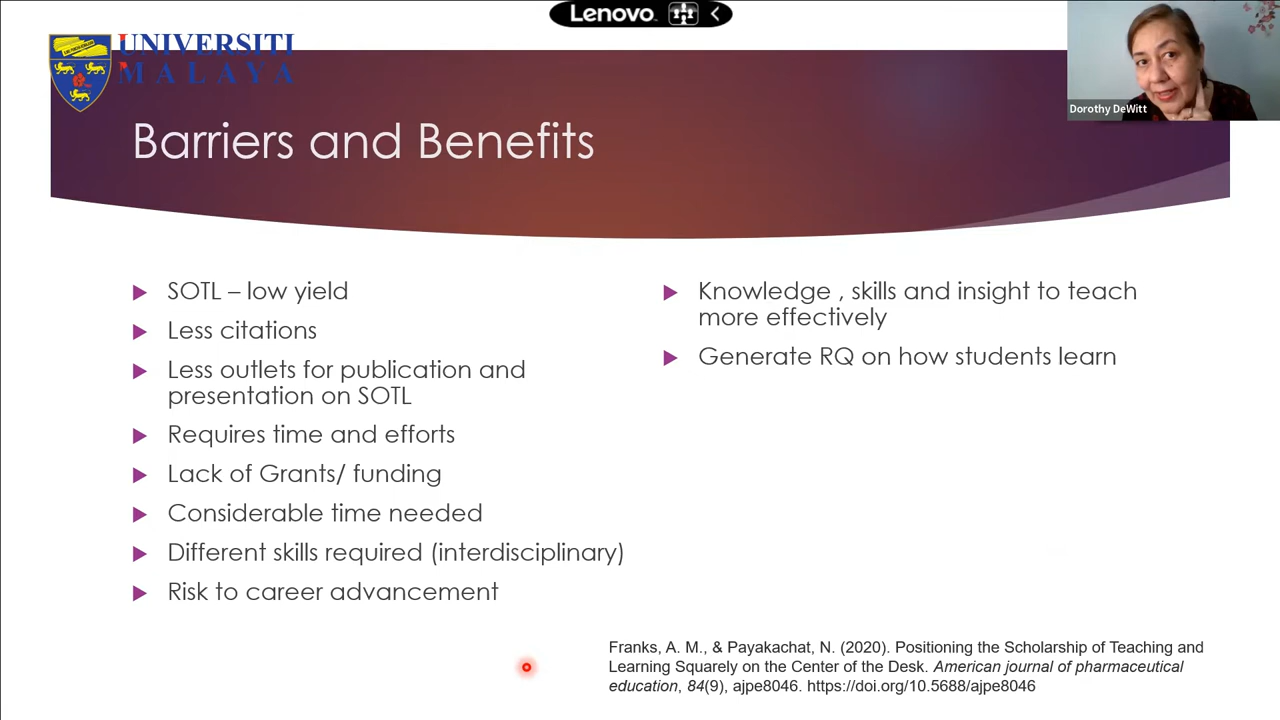 Lenovo
UNIVERSITI
MALAYA
Dorothy DeWitt
Barriers and Benefits
SOTL – low yield
Less citations
Less outlets for publication and
presentation on SOTL
Requires time and efforts
Lack of Grants/ funding
Considerable time needed
Different skills required (interdisciplinary)
Risk to career advancement
Knowledge , skills and insight to teach
more effectively
Generate RQ on how students learn
Franks, A. M., & Payakachat, N. (2020). Positioning the Scholarship of Teaching and
Learning Squarely on the Center of the Desk. American journal of pharmaceutical
education, 84(9), ajpe8046. https://doi.org/10.5688/ajpe8046